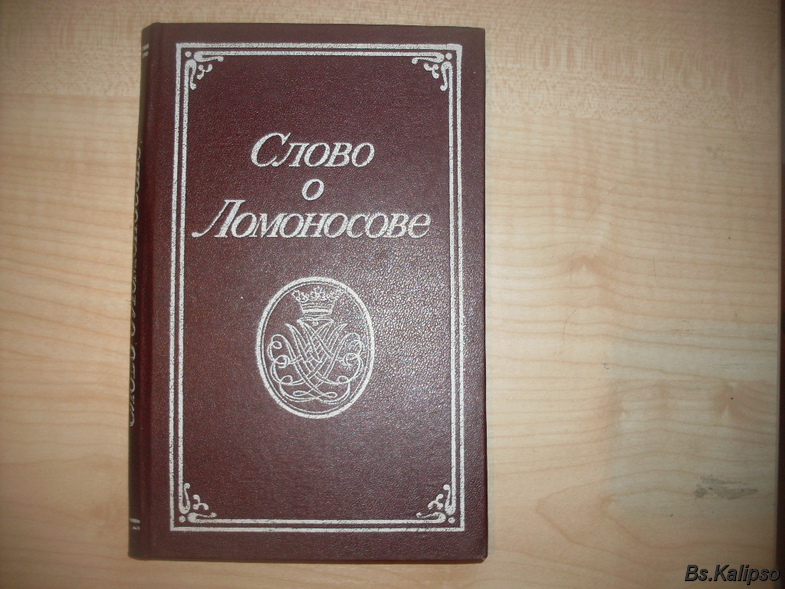 Слово
о
Ломоносове
Слово о Ломоносове
Bs.Kalipso